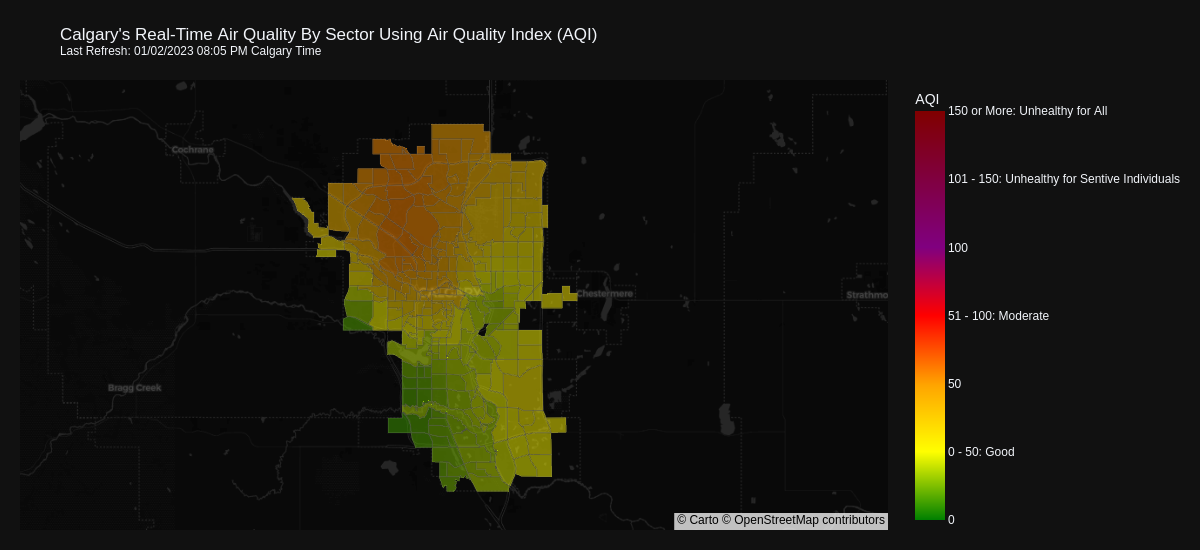 Calgary's Real-Time Air Quality By Sector Using Air Quality Index (AQI)
Last Refresh: 01/02/2023 08:05 PM Calgary Time
AQI
150 or More: Unhealthy for All
101 - 150: Unhealthy for Sentive Individuals
100
51 - 100: Moderate
50
0 - 50: Good
0
Cochrane
Chestermere
Strathmo
Bragg Creek
© Carto © OpenStreetMap contributors